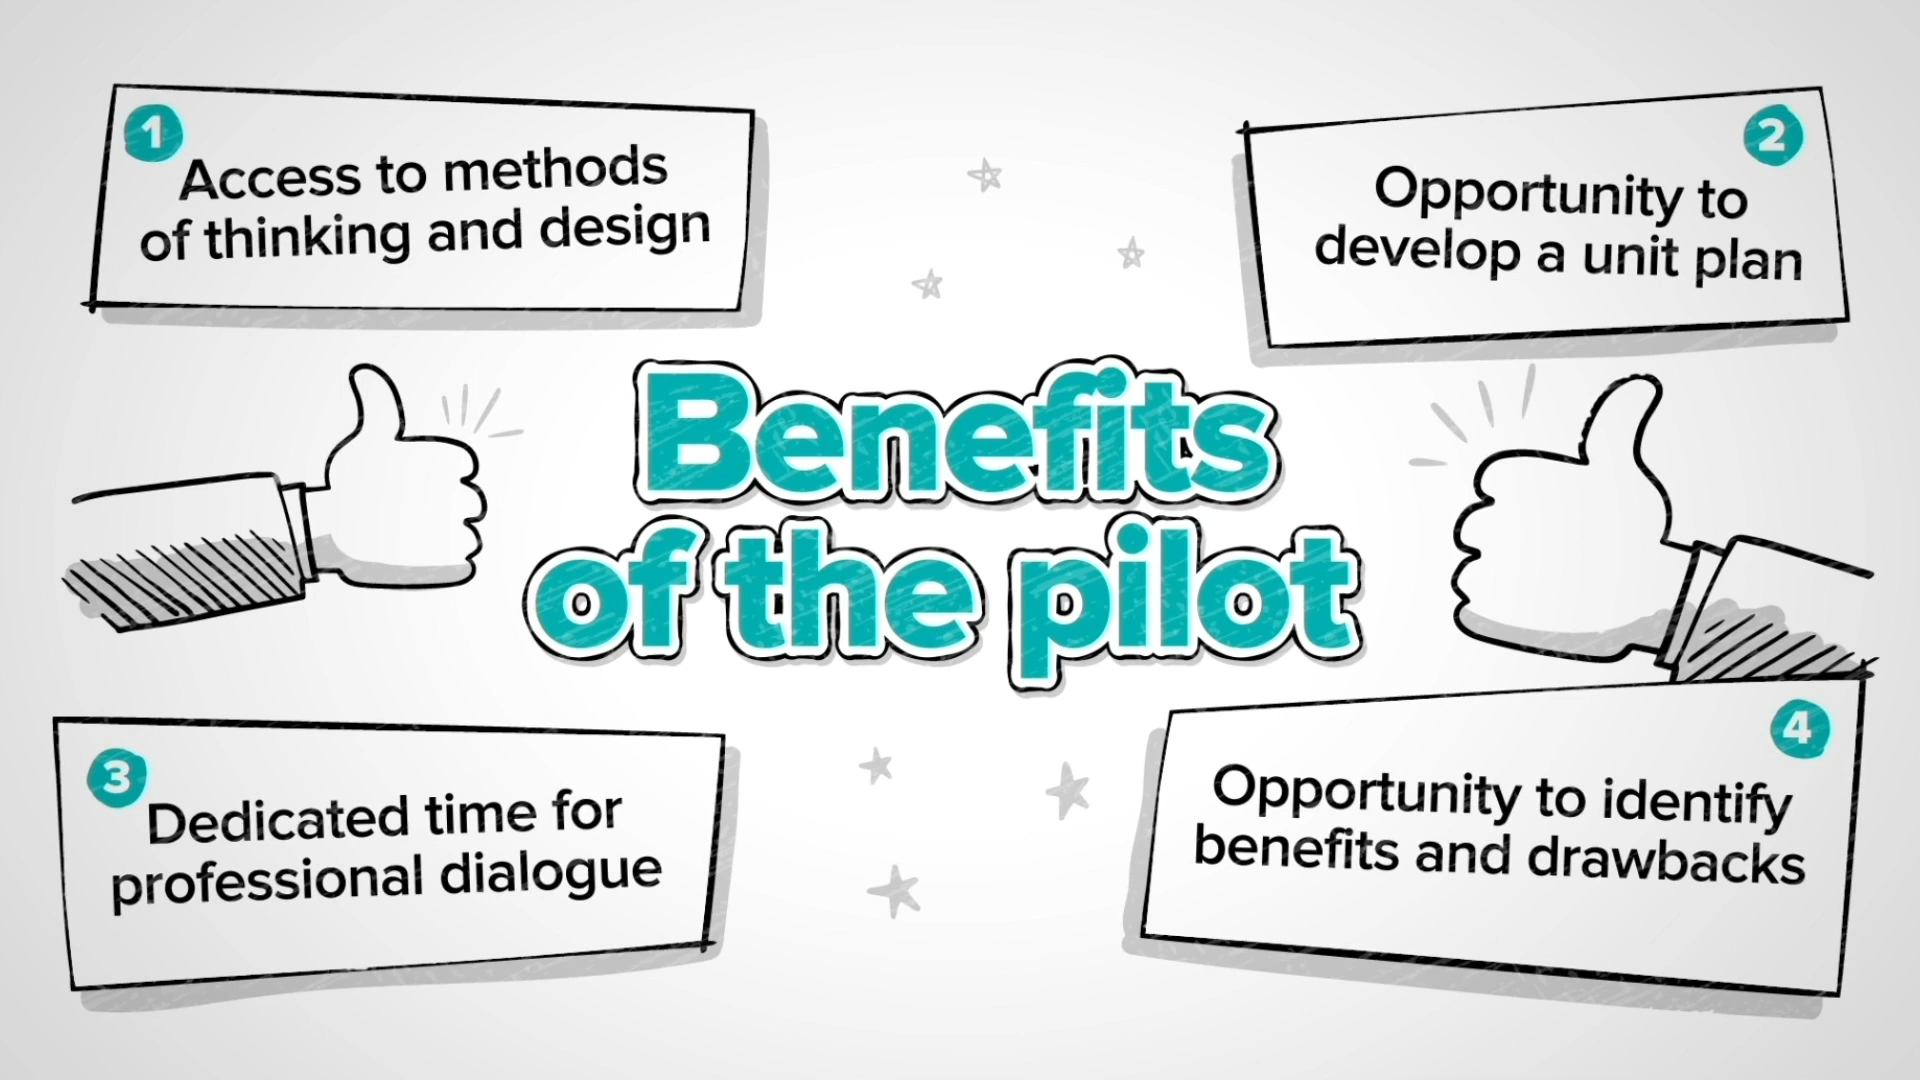 1
Access to methods
of thinking and design
2
Opportunity to
develop a unit plan
Benefits
of the pilot
3
Dedicated time for
professional dialogue
4
Opportunity to identify
benefits and drawbacks